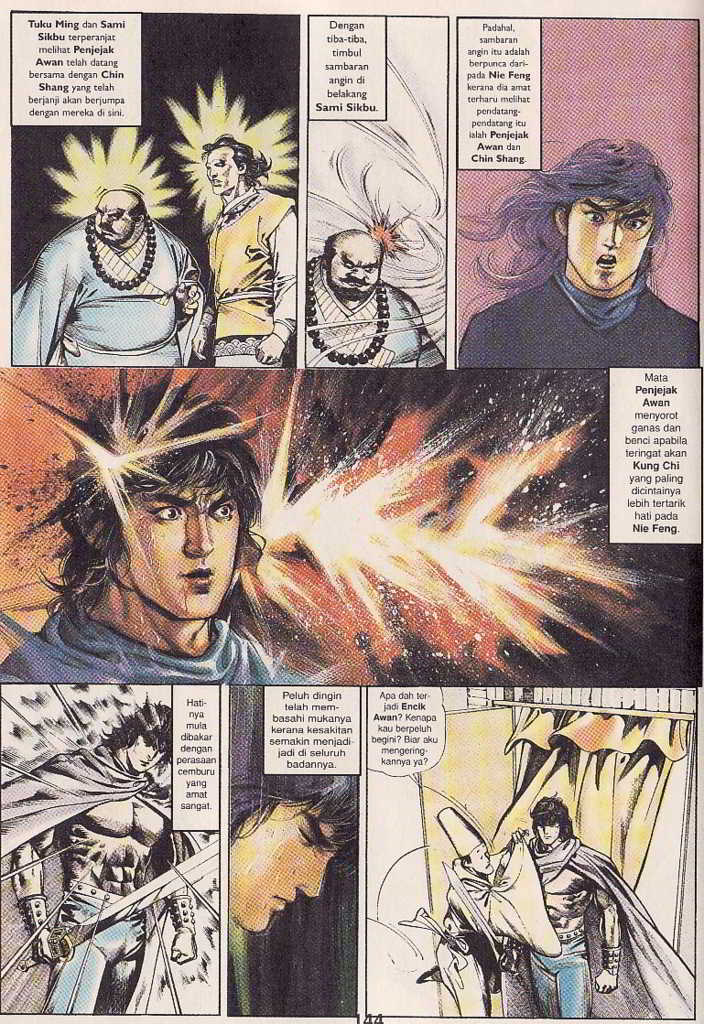 Tuku Ming dan Sami
Sikbu terperanjat
melihat Penjejak
Awan telah datang
bersama dengan Chin
Shang yang telah
berjanji akan berjumpa
dengan mereka di sini.
Dengan
tiba-tiba,
timbul
sambaran
angin di
belakang
Sami Sikbu.
Padahal,
sambaran
angin itu adalah
berpunca dari-
pada Nie Feng
kerana dia amat
terharu melihat
pendatang-
pendatang itu
ialah Penjejak
Awan dan
Chin Shang.
Mata
Penjejak
Awan
menyorot
ganas dan
benci apabila
teringat akan
Kung Chi
yang paling
dicintainya
lebih tertarik
hati pada
Nie Feng.
Hati-
nya
mula
dibakar
dengan
perasaan
cemburu
yang
amat
sangat.
Peluh dingin
telah mem-
basahi mukanya
kerana kesakitan
semakin menjadi-
jadi di seluruh
badannya.
Apa dah ter-
jadi Encik
Awan? Kenapa
kau berpeluh
begini? Biar aku
mengering-
kannya ya?
144